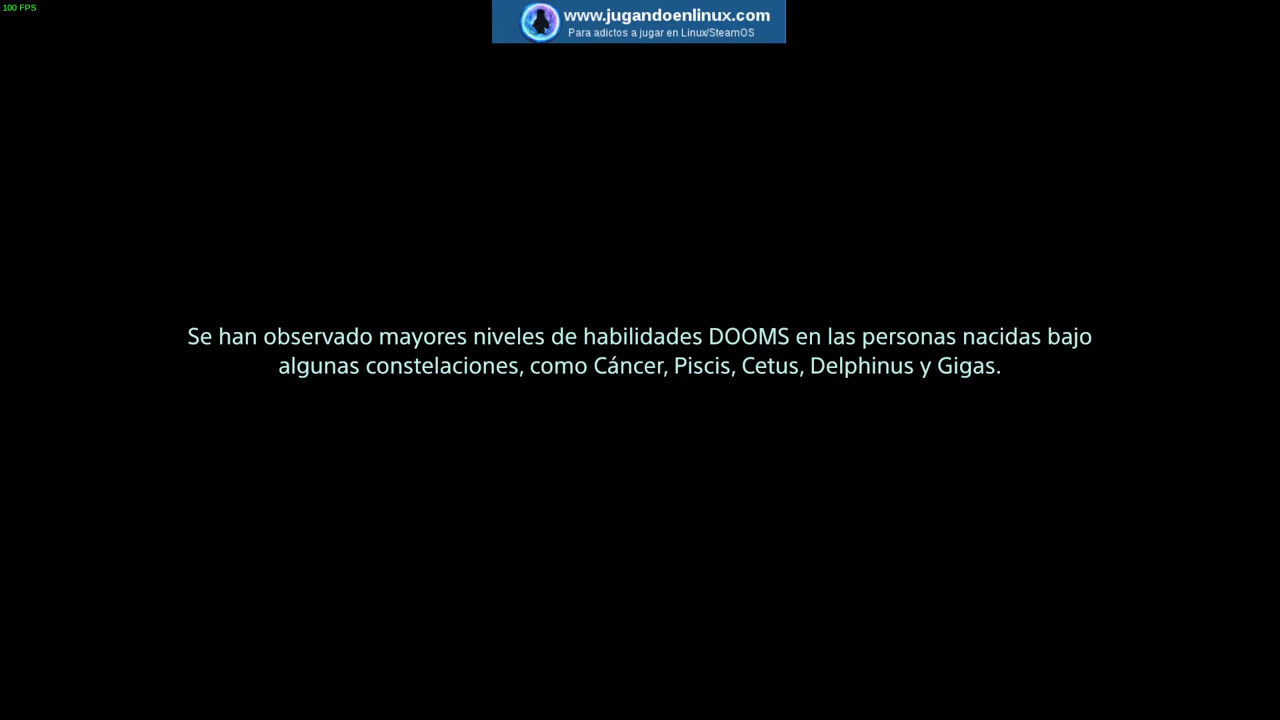 100 FPS
www.jugandoenlinux.com
Para adictos a jugar en Linux/SteamOS
Se han observado mayores niveles de habilidades DOOMS en las personas nacidas bajo
algunas constelaciones, como Cáncer, Piscis, Cetus, Delphinus y Gigas.